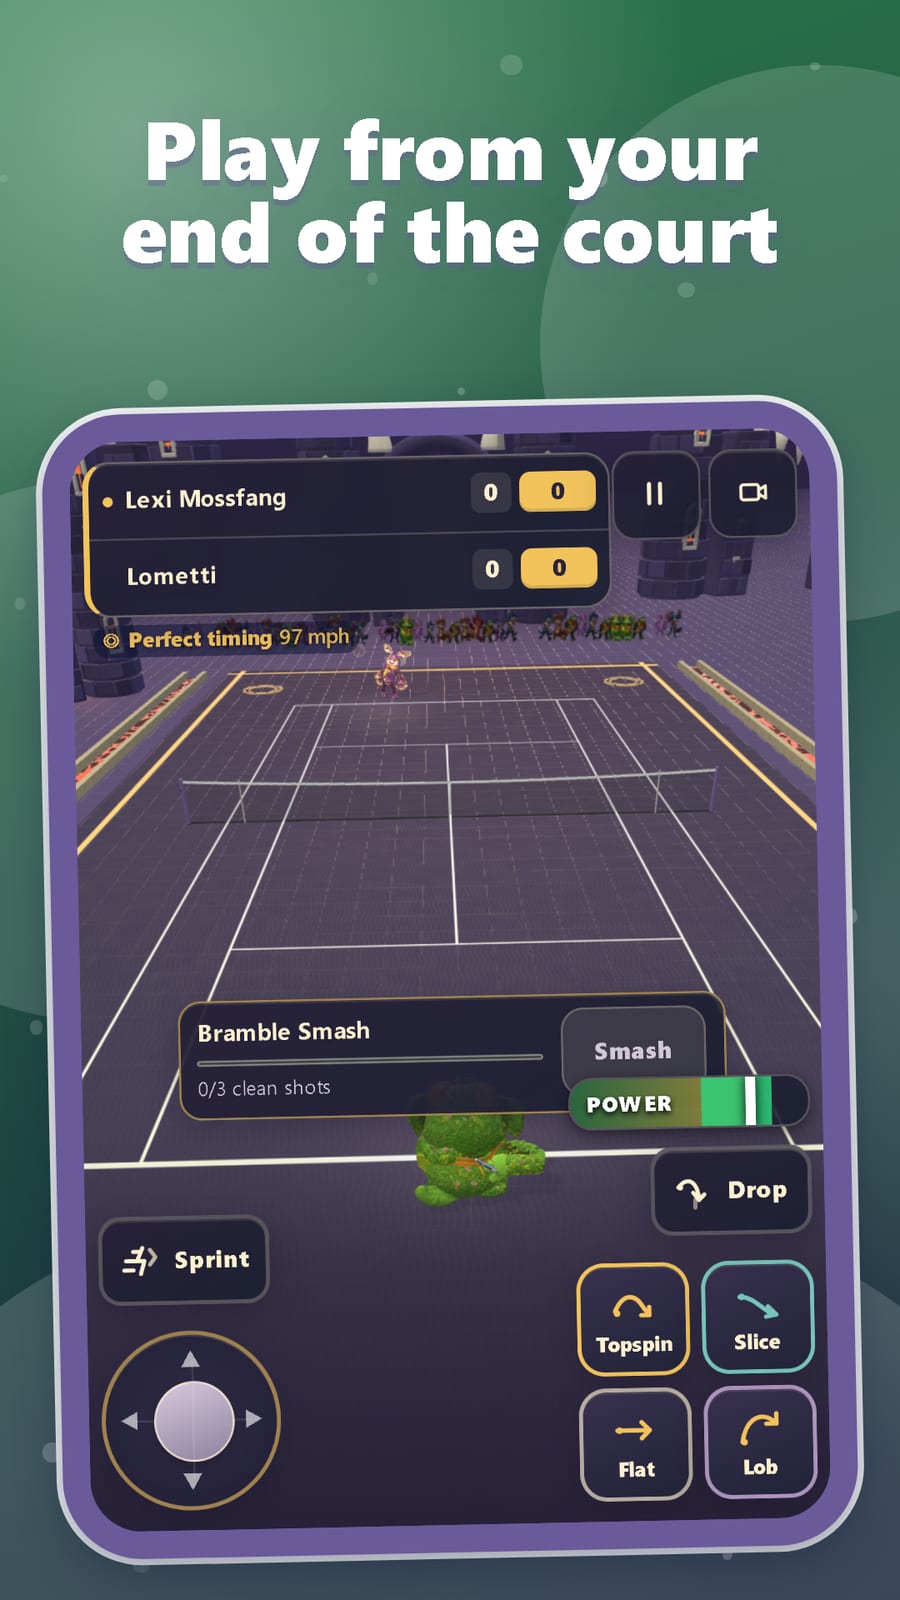 Play from your
end of the court
Lexi Mossfang 0 0
Lometti 0 0
Perfect timing 97 mph
Bramble Smash
Smash
0/3 clean shots
POWER
Drop
Sprint
Topspin
Slice
Flat
Lob